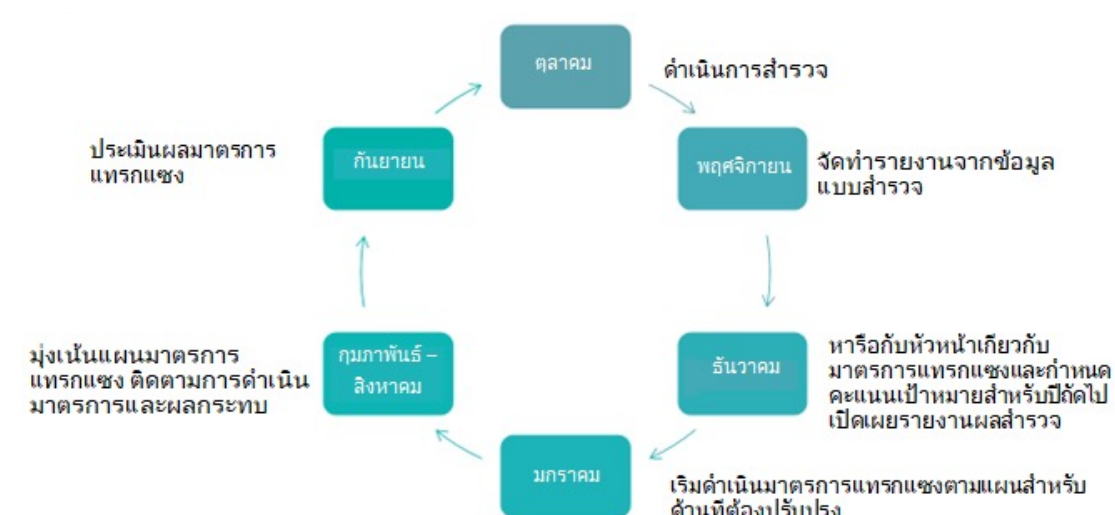 ตุลาคม
ดำเนินการสำรวจ
พฤศจิกายน
จัดทำรายงานจากข้อมูล
แบบสำรวจ
ธันวาคม
หารือกับหัวหน้าเกี่ยวกับ
มาตรการแทรกแซงและกำหนด
คะแนนเป้าหมายสำหรับปีถัดไป
เปิดเผยรายงานผลสำรวจ
มกราคม
เริ่มดำเนินมาตรการแทรกแซงตามแผนสำหรับ
ด้านที่ต้องปรับปรุง
กุมภาพันธ์ –
สิงหาคม
มุ่งเน้นแผนมาตรการ
แทรกแซง ติดตามการดำเนิน
มาตรการและผลกระทบ
กันยายน
ประเมินผลมาตรการ
แทรกแซง